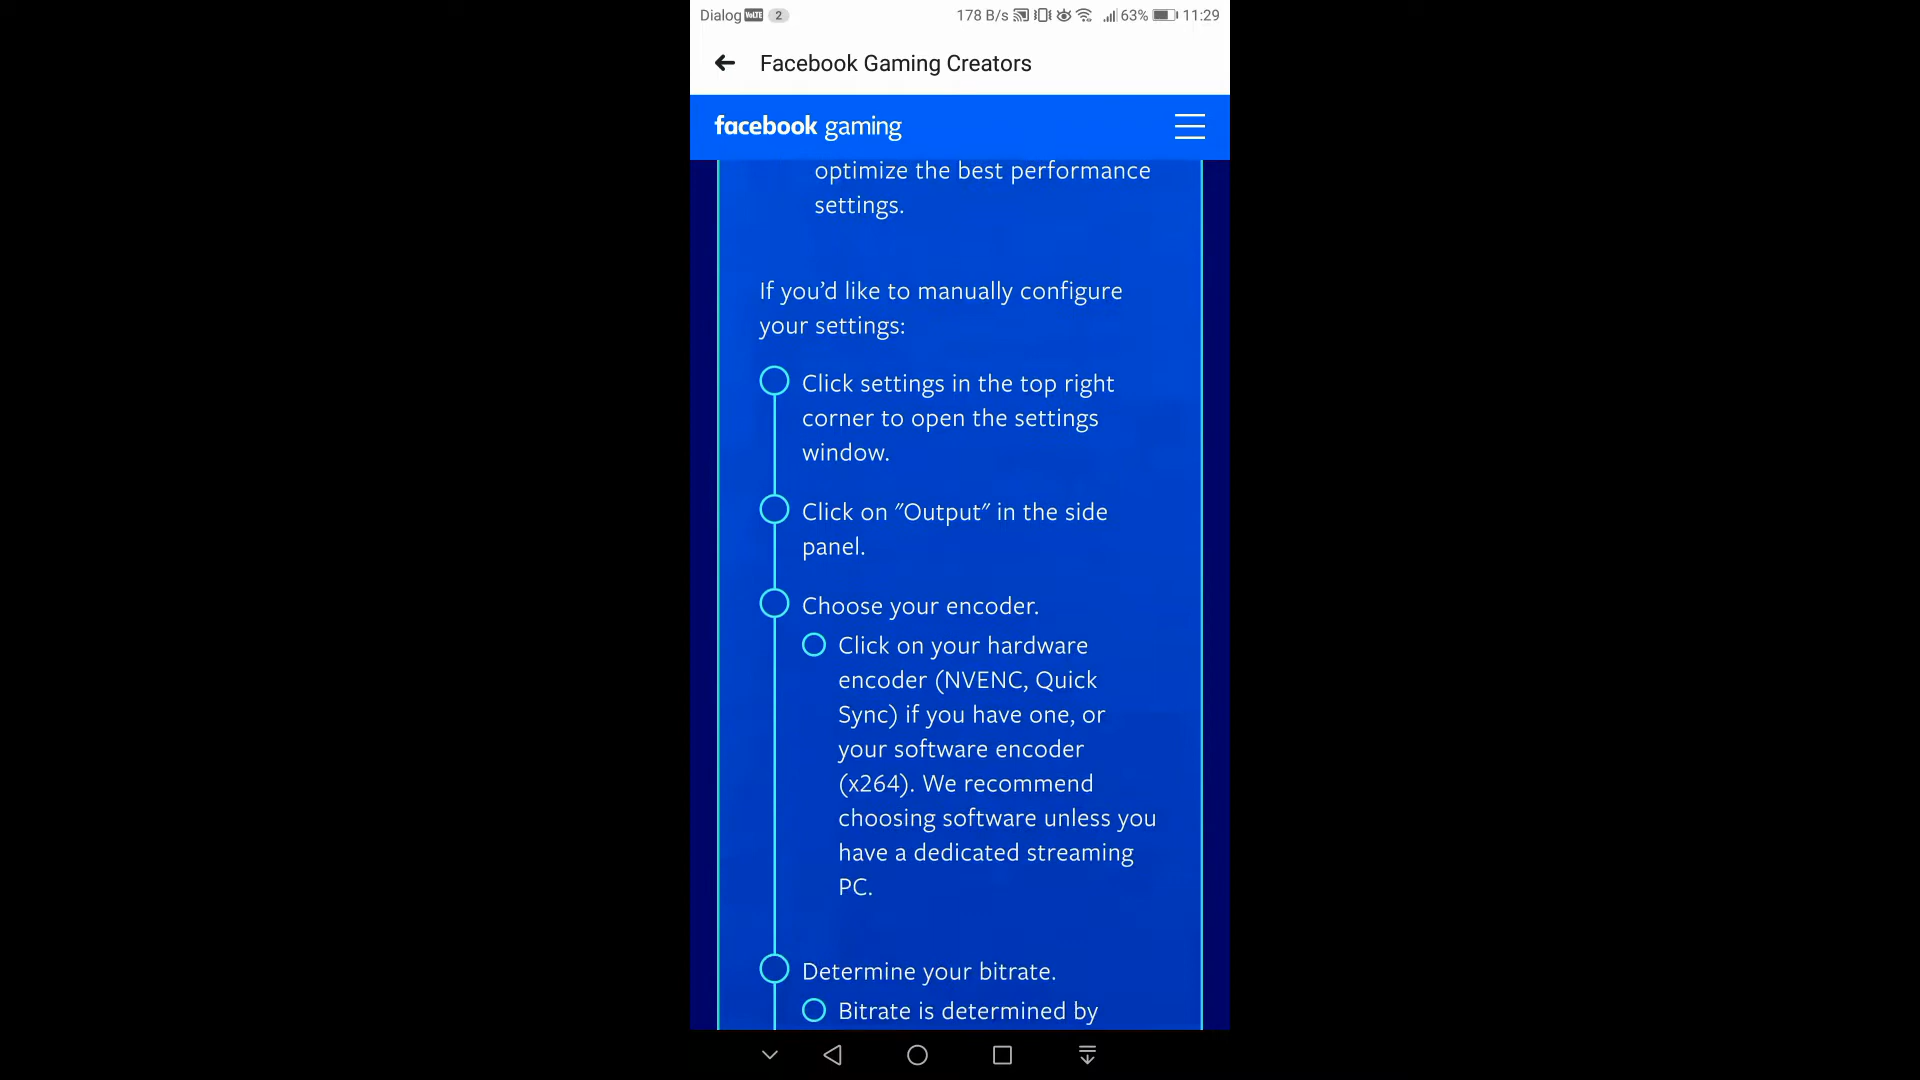 Dialog VoLTE 2 178 B/s 63% 11:29
Facebook Gaming Creators
facebook gaming
optimize the best performance
settings.
If you’d like to manually configure
your settings:
Click settings in the top right
corner to open the settings
window.
Click on "Output" in the side
panel.
Choose your encoder.
Click on your hardware
encoder (NVENC, Quick
Sync) if you have one, or
your software encoder
(x264). We recommend
choosing software unless you
have a dedicated streaming
PC.
Determine your bitrate.
Bitrate is determined by